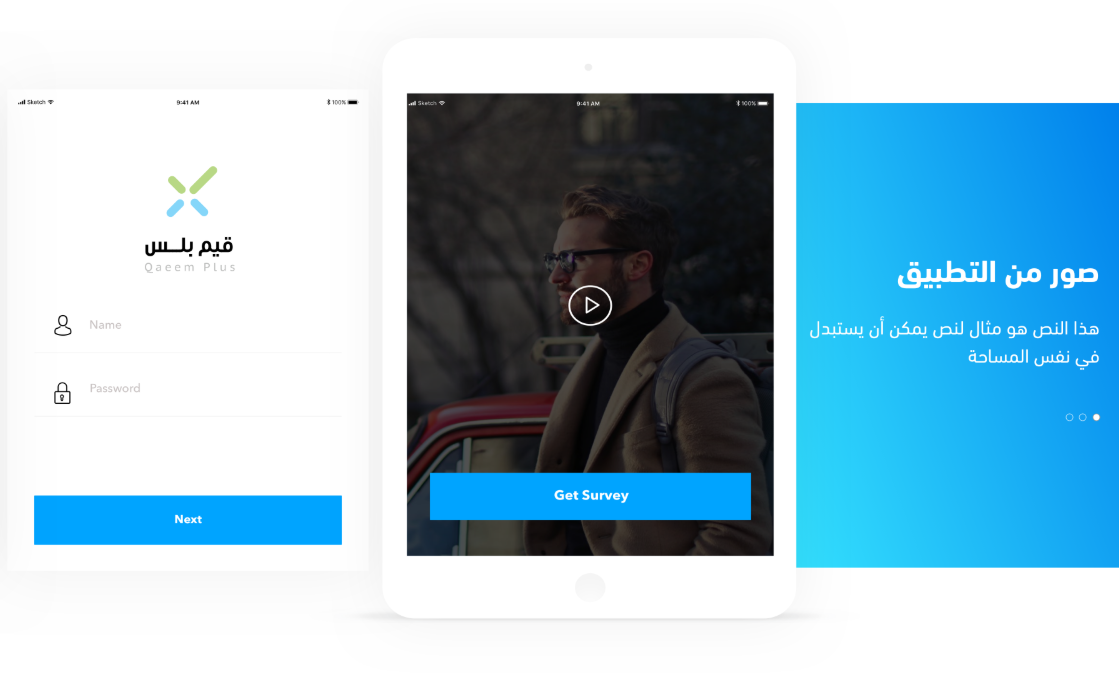 Sketch
9:41 AM
100%
قيم بلــس
Qaeem Plus
Name
Password
Next
Sketch
9:41 AM
100%
Get Survey
صور من التطبيق
هذا النص هو مثال لنص يمكن أن يستبدل
في نفس المساحة